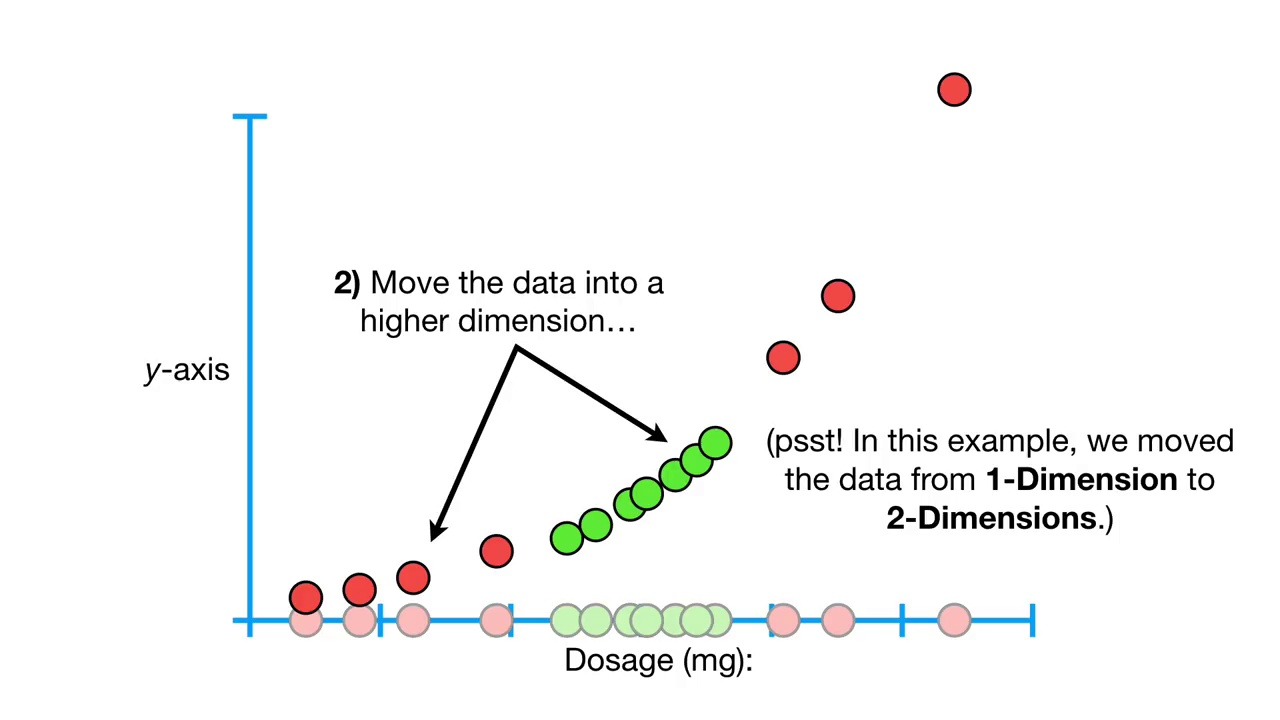 2) Move the data into a
higher dimension…
y-axis
(psst! In this example, we moved
the data from 1-Dimension to
2-Dimensions.)
Dosage (mg):